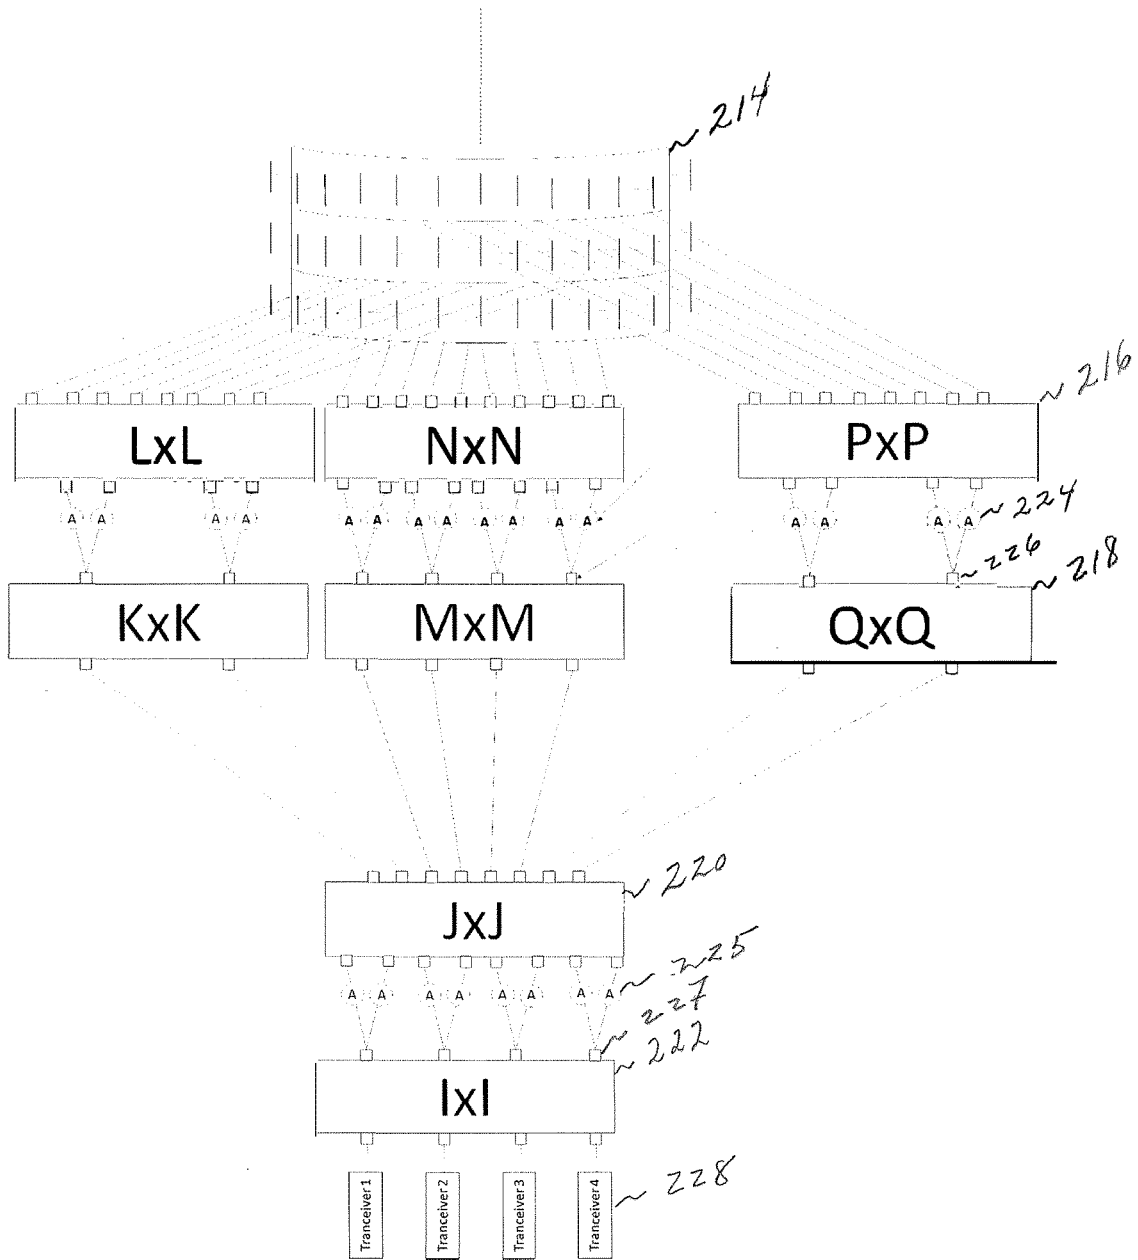 214
216
LxL NxN PxP
A A A A A A A A A A A A A A A A 224
226
218
KxK MxM QxQ
220
JxJ
225
A A A A A A A A
227
222
IxI
Tranceiver 1 Tranceiver 2 Tranceiver 3 Tranceiver 4 228